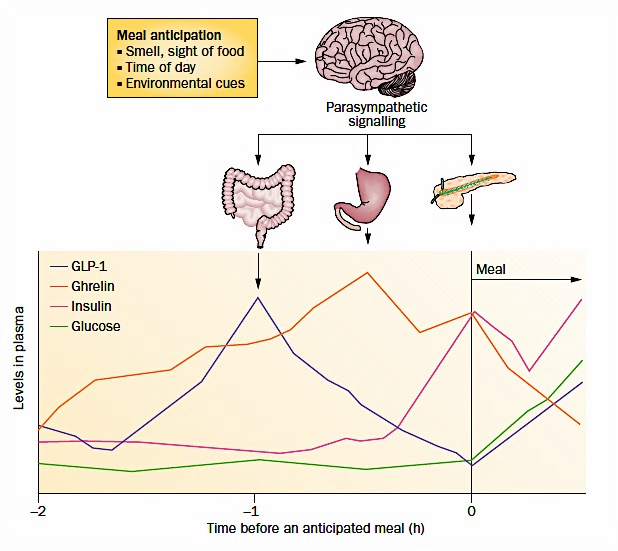 Meal anticipation
▪ Smell, sight of food
▪ Time of day
▪ Environmental cues
Parasympathetic
signalling
GLP-1
Ghrelin
Insulin
Glucose
Meal
Levels in plasma
–2
–1
0
Time before an anticipated meal (h)